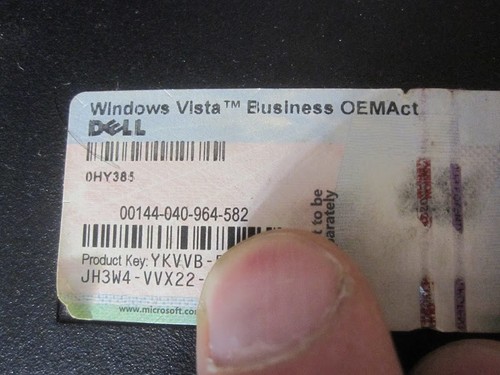 Windows Vista™ Business OEMAct
DELL
0HY385
00144-040-964-582
Product Key: YKVVB-
JH3W4-VVX22-
t to be
arately
www.microsoft.co